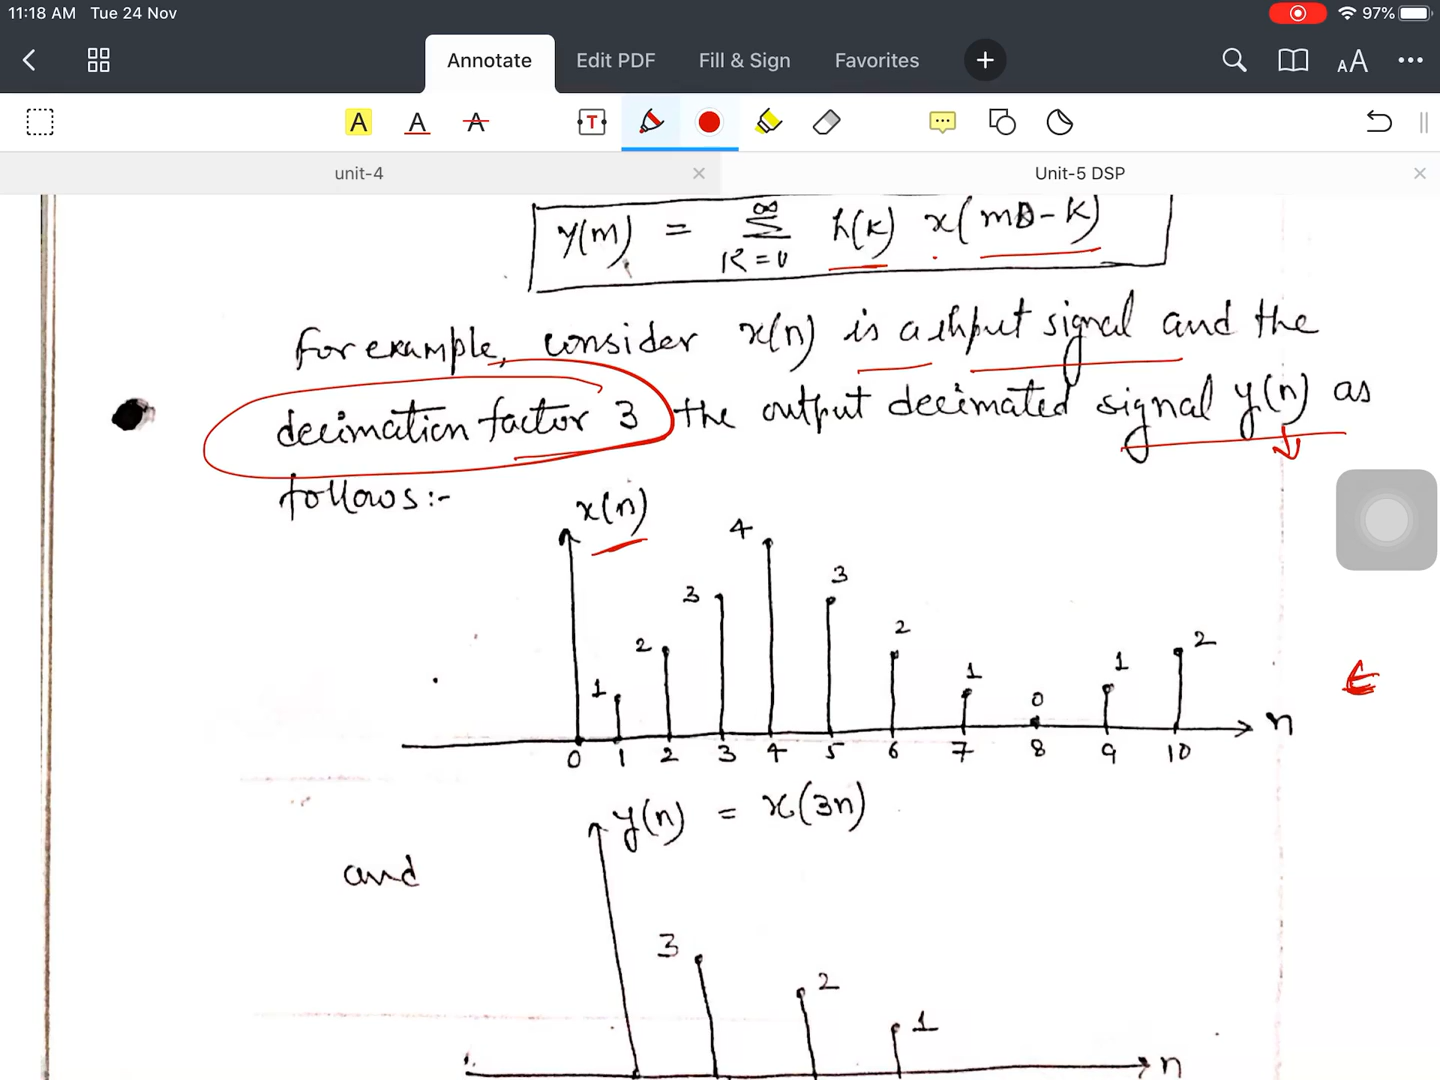 11:18 AM Tue 24 Nov 97%
Annotate Edit PDF Fill & Sign Favorites +
A A A T AA
unit-4 × Unit-5 DSP ×
y(m) = ∞ Σ K=0 h(k) x(mD-k)
For example, consider x(n) is a input signal and the
decimation factor 3 the output decimated signal y(n) as
follows:-
x(n)
1 2 3 4 3 2 1 0 1 2
0 1 2 3 4 5 6 7 8 9 10 n
y(n) = x(3n)
and
3 2 1
n